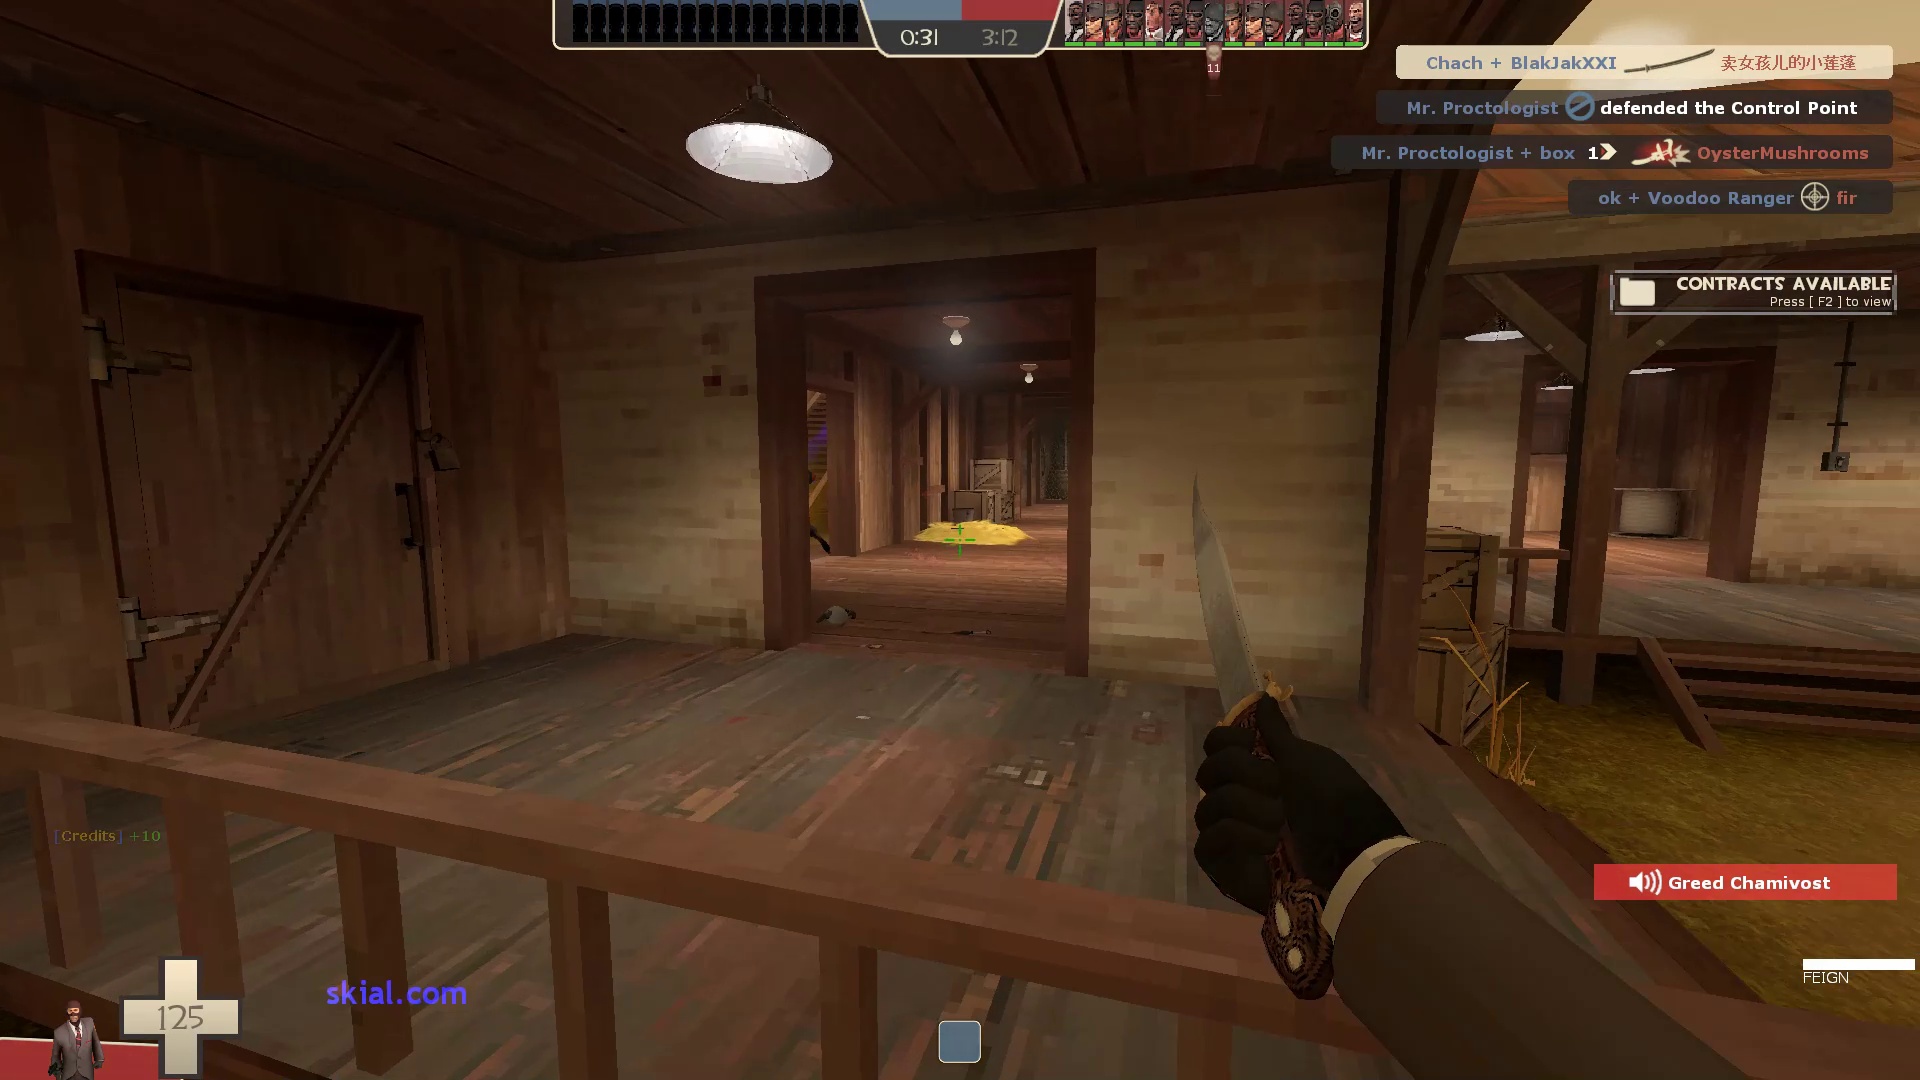 0:31 3:12
11
Chach + BlakJakXXI 卖女孩儿的小莲蓬
Mr. Proctologist defended the Control Point
Mr. Proctologist + box 1 OysterMushrooms
ok + Voodoo Ranger fir
CONTRACTS AVAILABLE
Press [ F2 ] to view
[Credits] +10
Greed Chamivost
FEIGN
skial.com
125